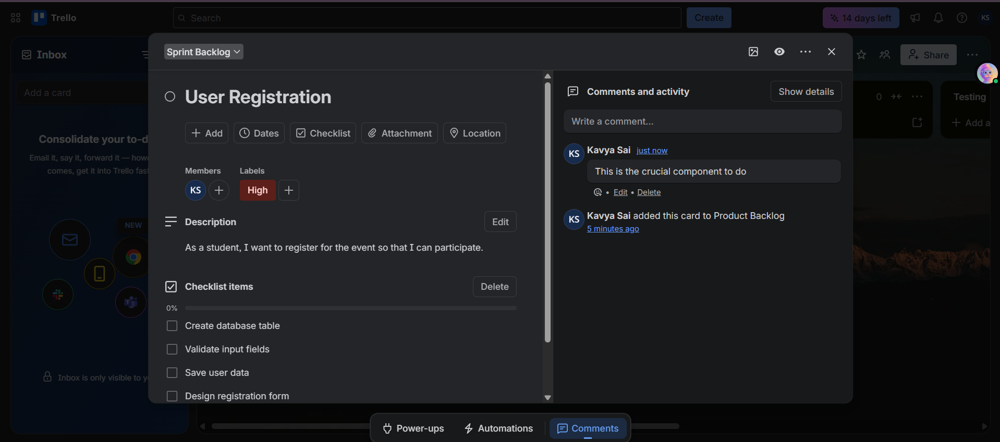 Trello
Search
Create
14 days left
KS
Inbox
Sprint Backlog
Share
Add a card
User Registration
Comments and activity
Show details
0
Testing
Write a comment...
Add a
Add
Dates
Checklist
Attachment
Location
Consolidate your to-d
Email it, say it, forward it — how
comes, get it into Trello fast
KS
Kavya Sai just now
This is the crucial component to do
Edit • Delete
Members
Labels
KS
High
KS
Kavya Sai added this card to Product Backlog
5 minutes ago
Description
Edit
NEW
As a student, I want to register for the event so that I can participate.
Checklist items
Delete
0%
Create database table
Validate input fields
Save user data
Design registration form
Inbox is only visible to y
Power-ups
Automations
Comments